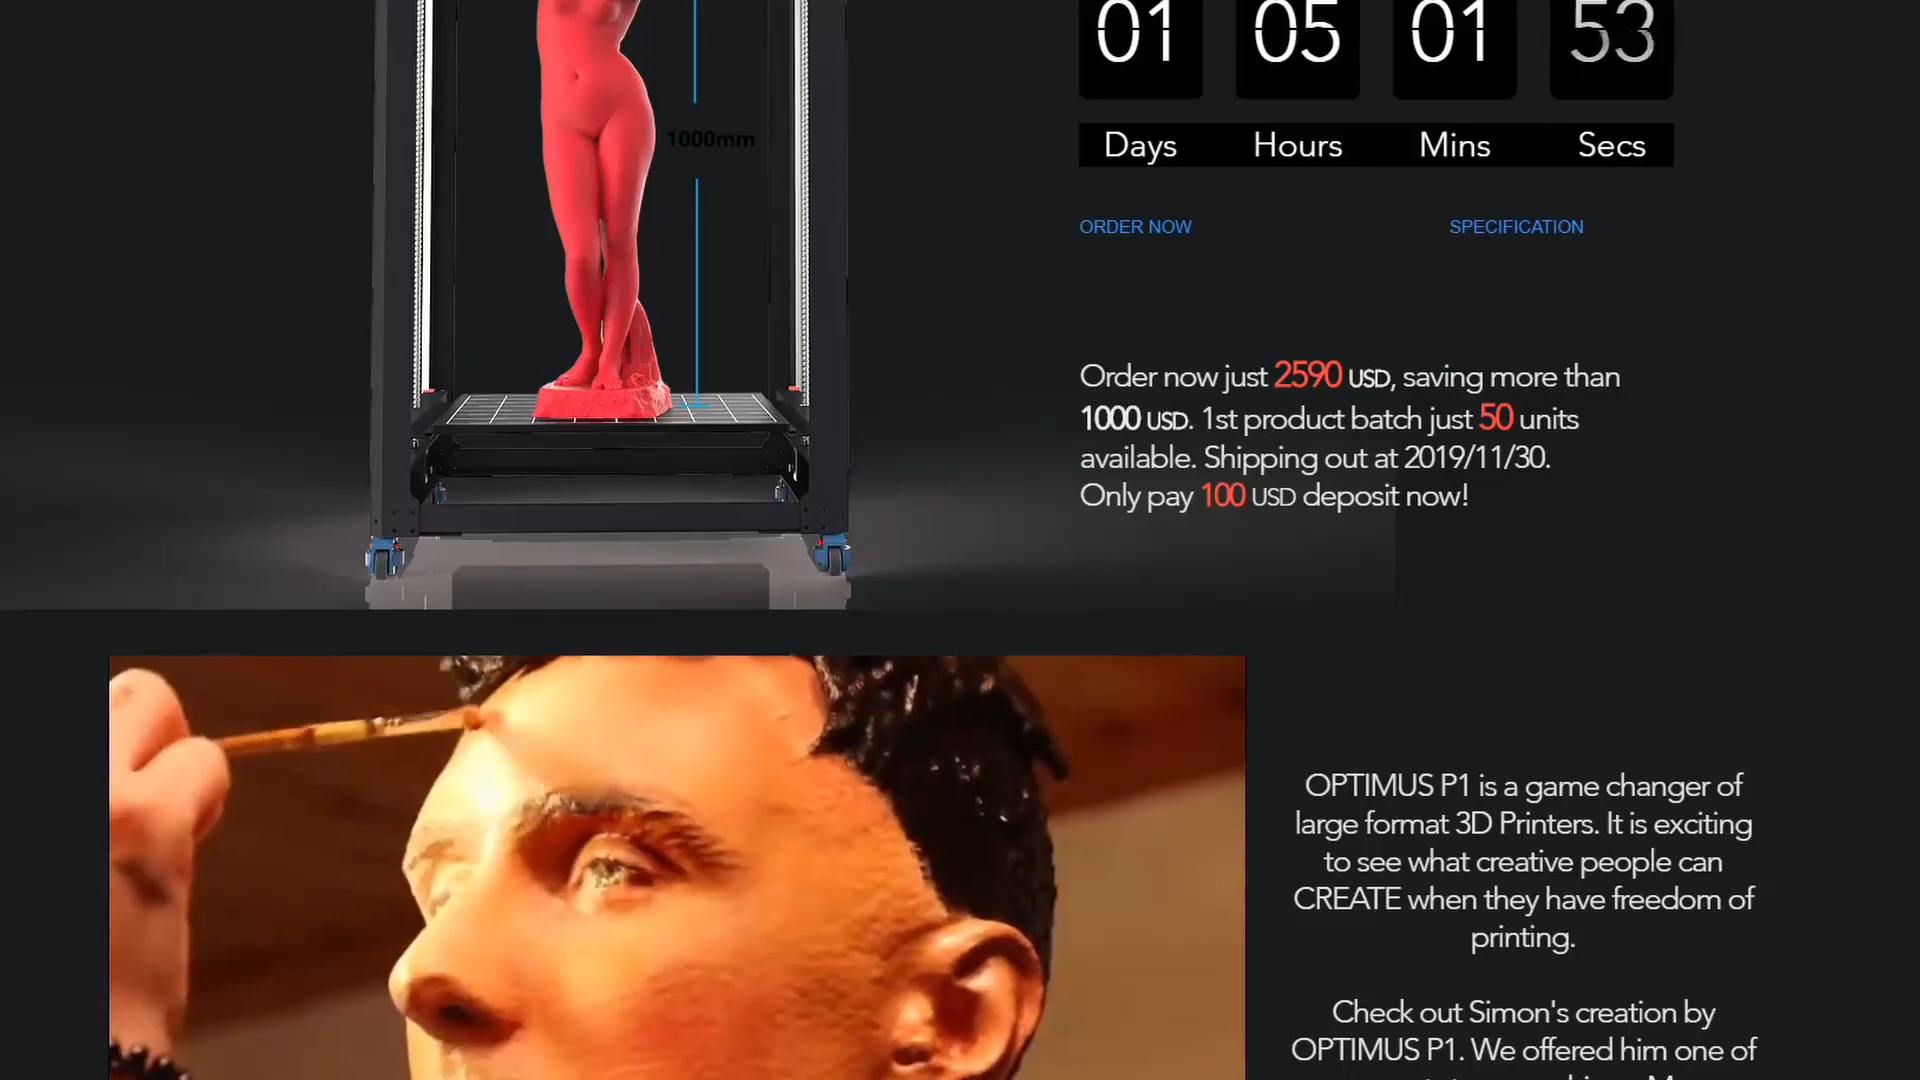 01 05 01 53
Days Hours Mins Secs
1000mm
ORDER NOW SPECIFICATION
Order now just 2590 USD, saving more than
1000 USD. 1st product batch just 50 units
available. Shipping out at 2019/11/30.
Only pay 100 USD deposit now!
OPTIMUS P1 is a game changer of
large format 3D Printers. It is exciting
to see what creative people can
CREATE when they have freedom of
printing.
Check out Simon's creation by
OPTIMUS P1. We offered him one of